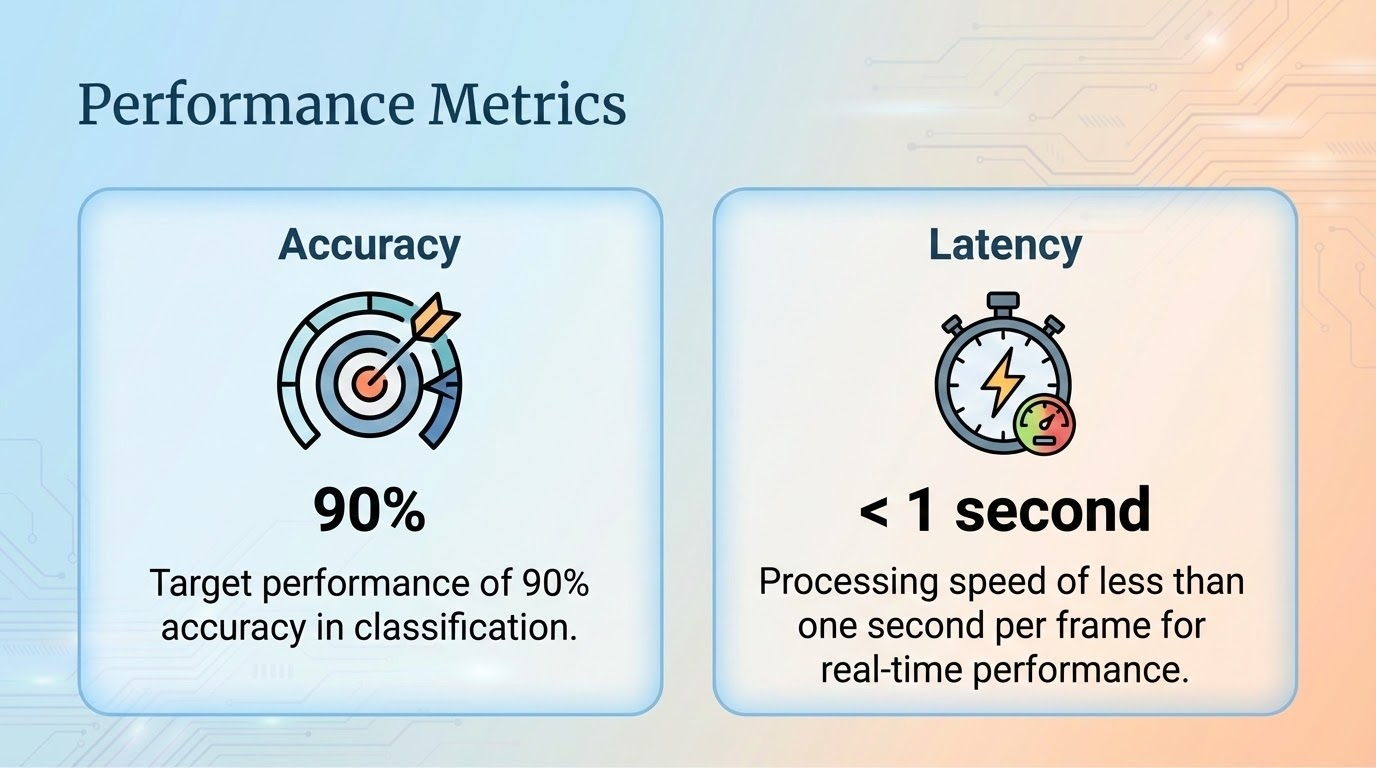 Performance Metrics
Accuracy
90%
Target performance of 90%
accuracy in classification.
Latency
< 1 second
Processing speed of less than
one second per frame for
real-time performance.